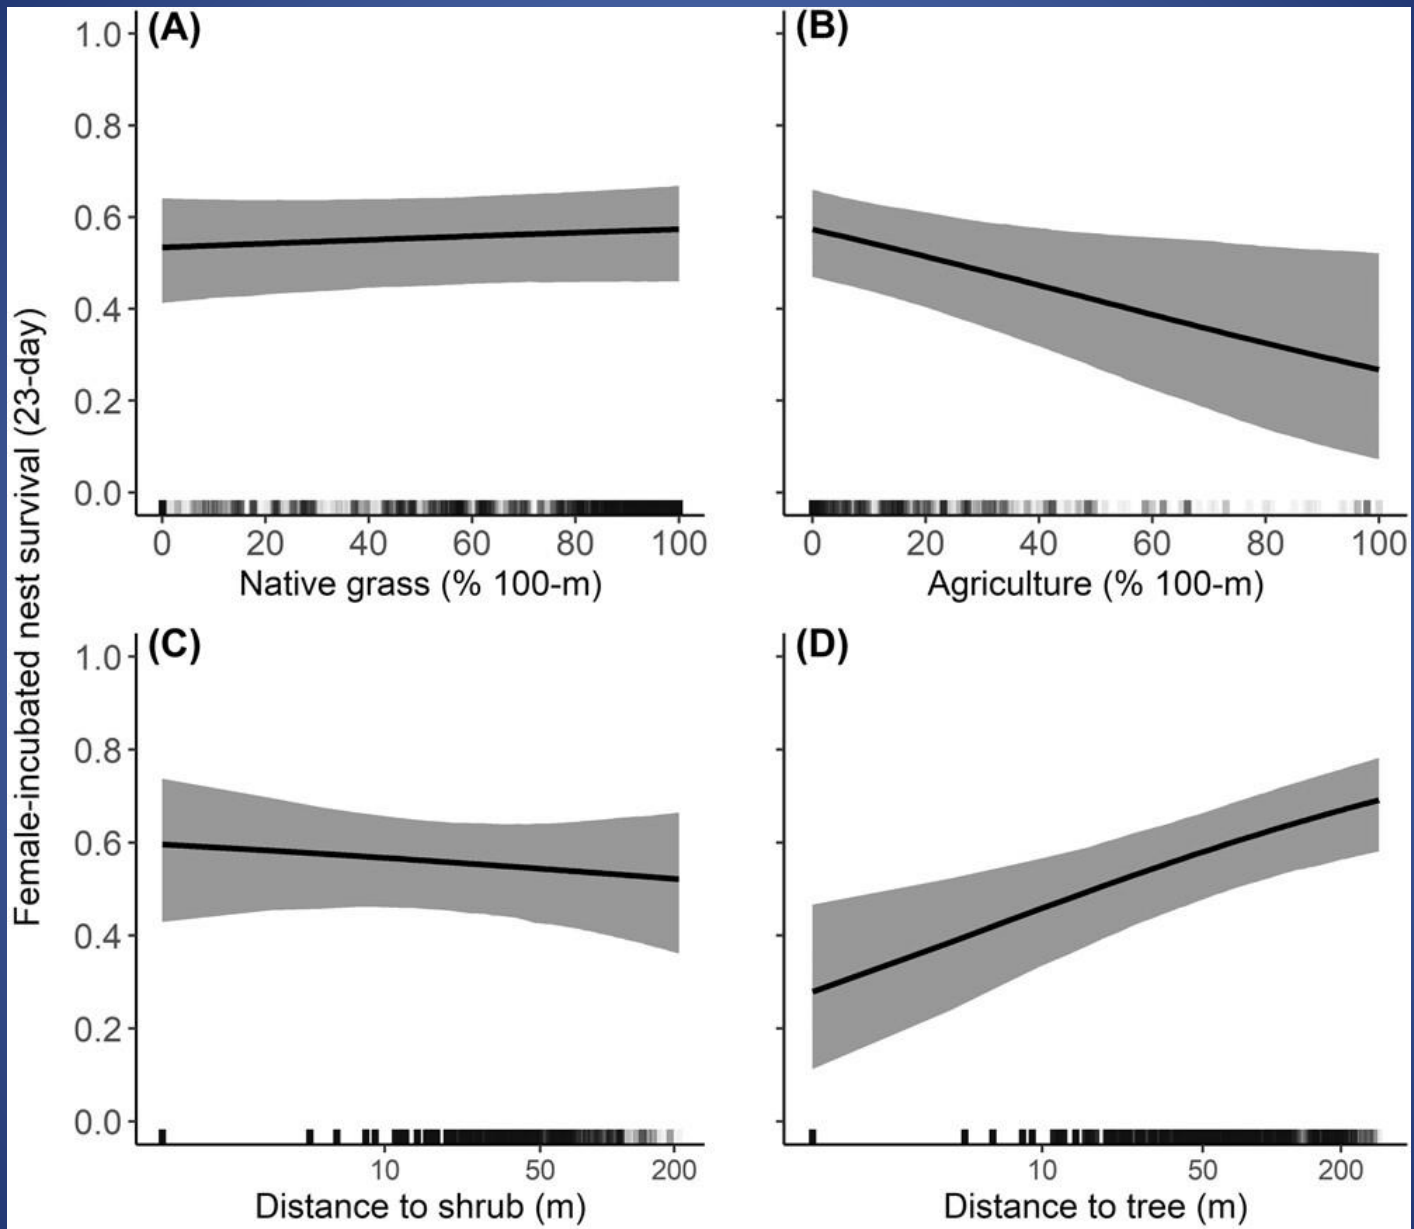 Female-incubated nest survival (23-day)
(A)
1.0
0.8
0.6
0.4
0.2
0.0
0 20 40 60 80 100
Native grass (% 100-m)
(B)
0 20 40 60 80 100
Agriculture (% 100-m)
(C)
1.0
0.8
0.6
0.4
0.2
0.0
10 50 200
Distance to shrub (m)
(D)
10 50 200
Distance to tree (m)